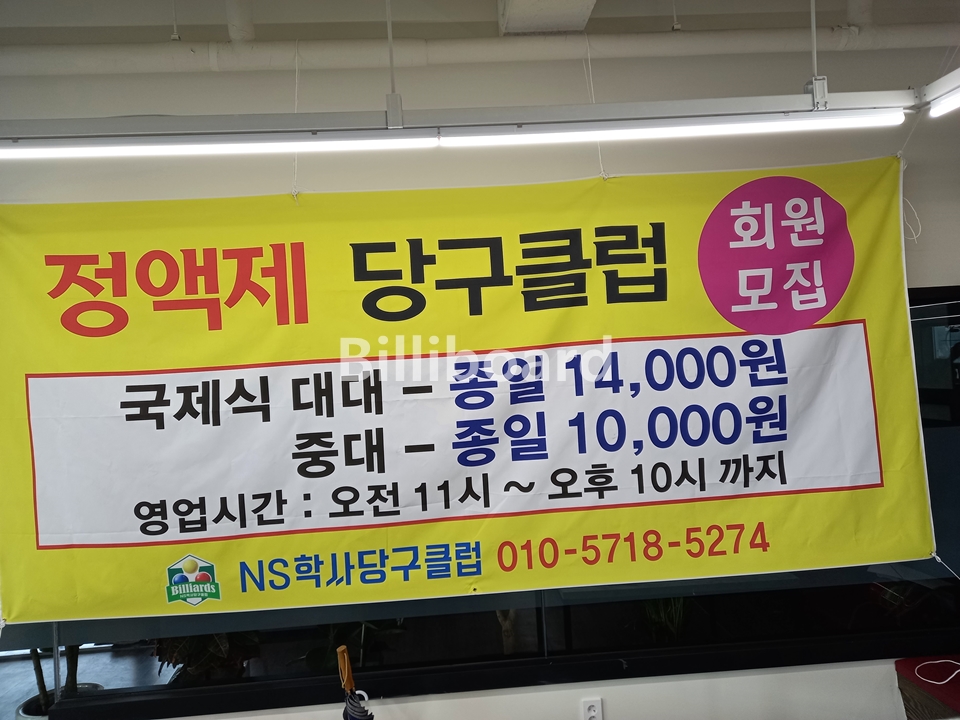 정액제 당구클럽
회원
모집
Billiboard
국제식 대대 - 종일 14,000원
중대 - 종일 10,000원
영업시간 : 오전 11시 ~ 오후 10시 까지
Billiards
NS학사당구클럽 010-5718-5274